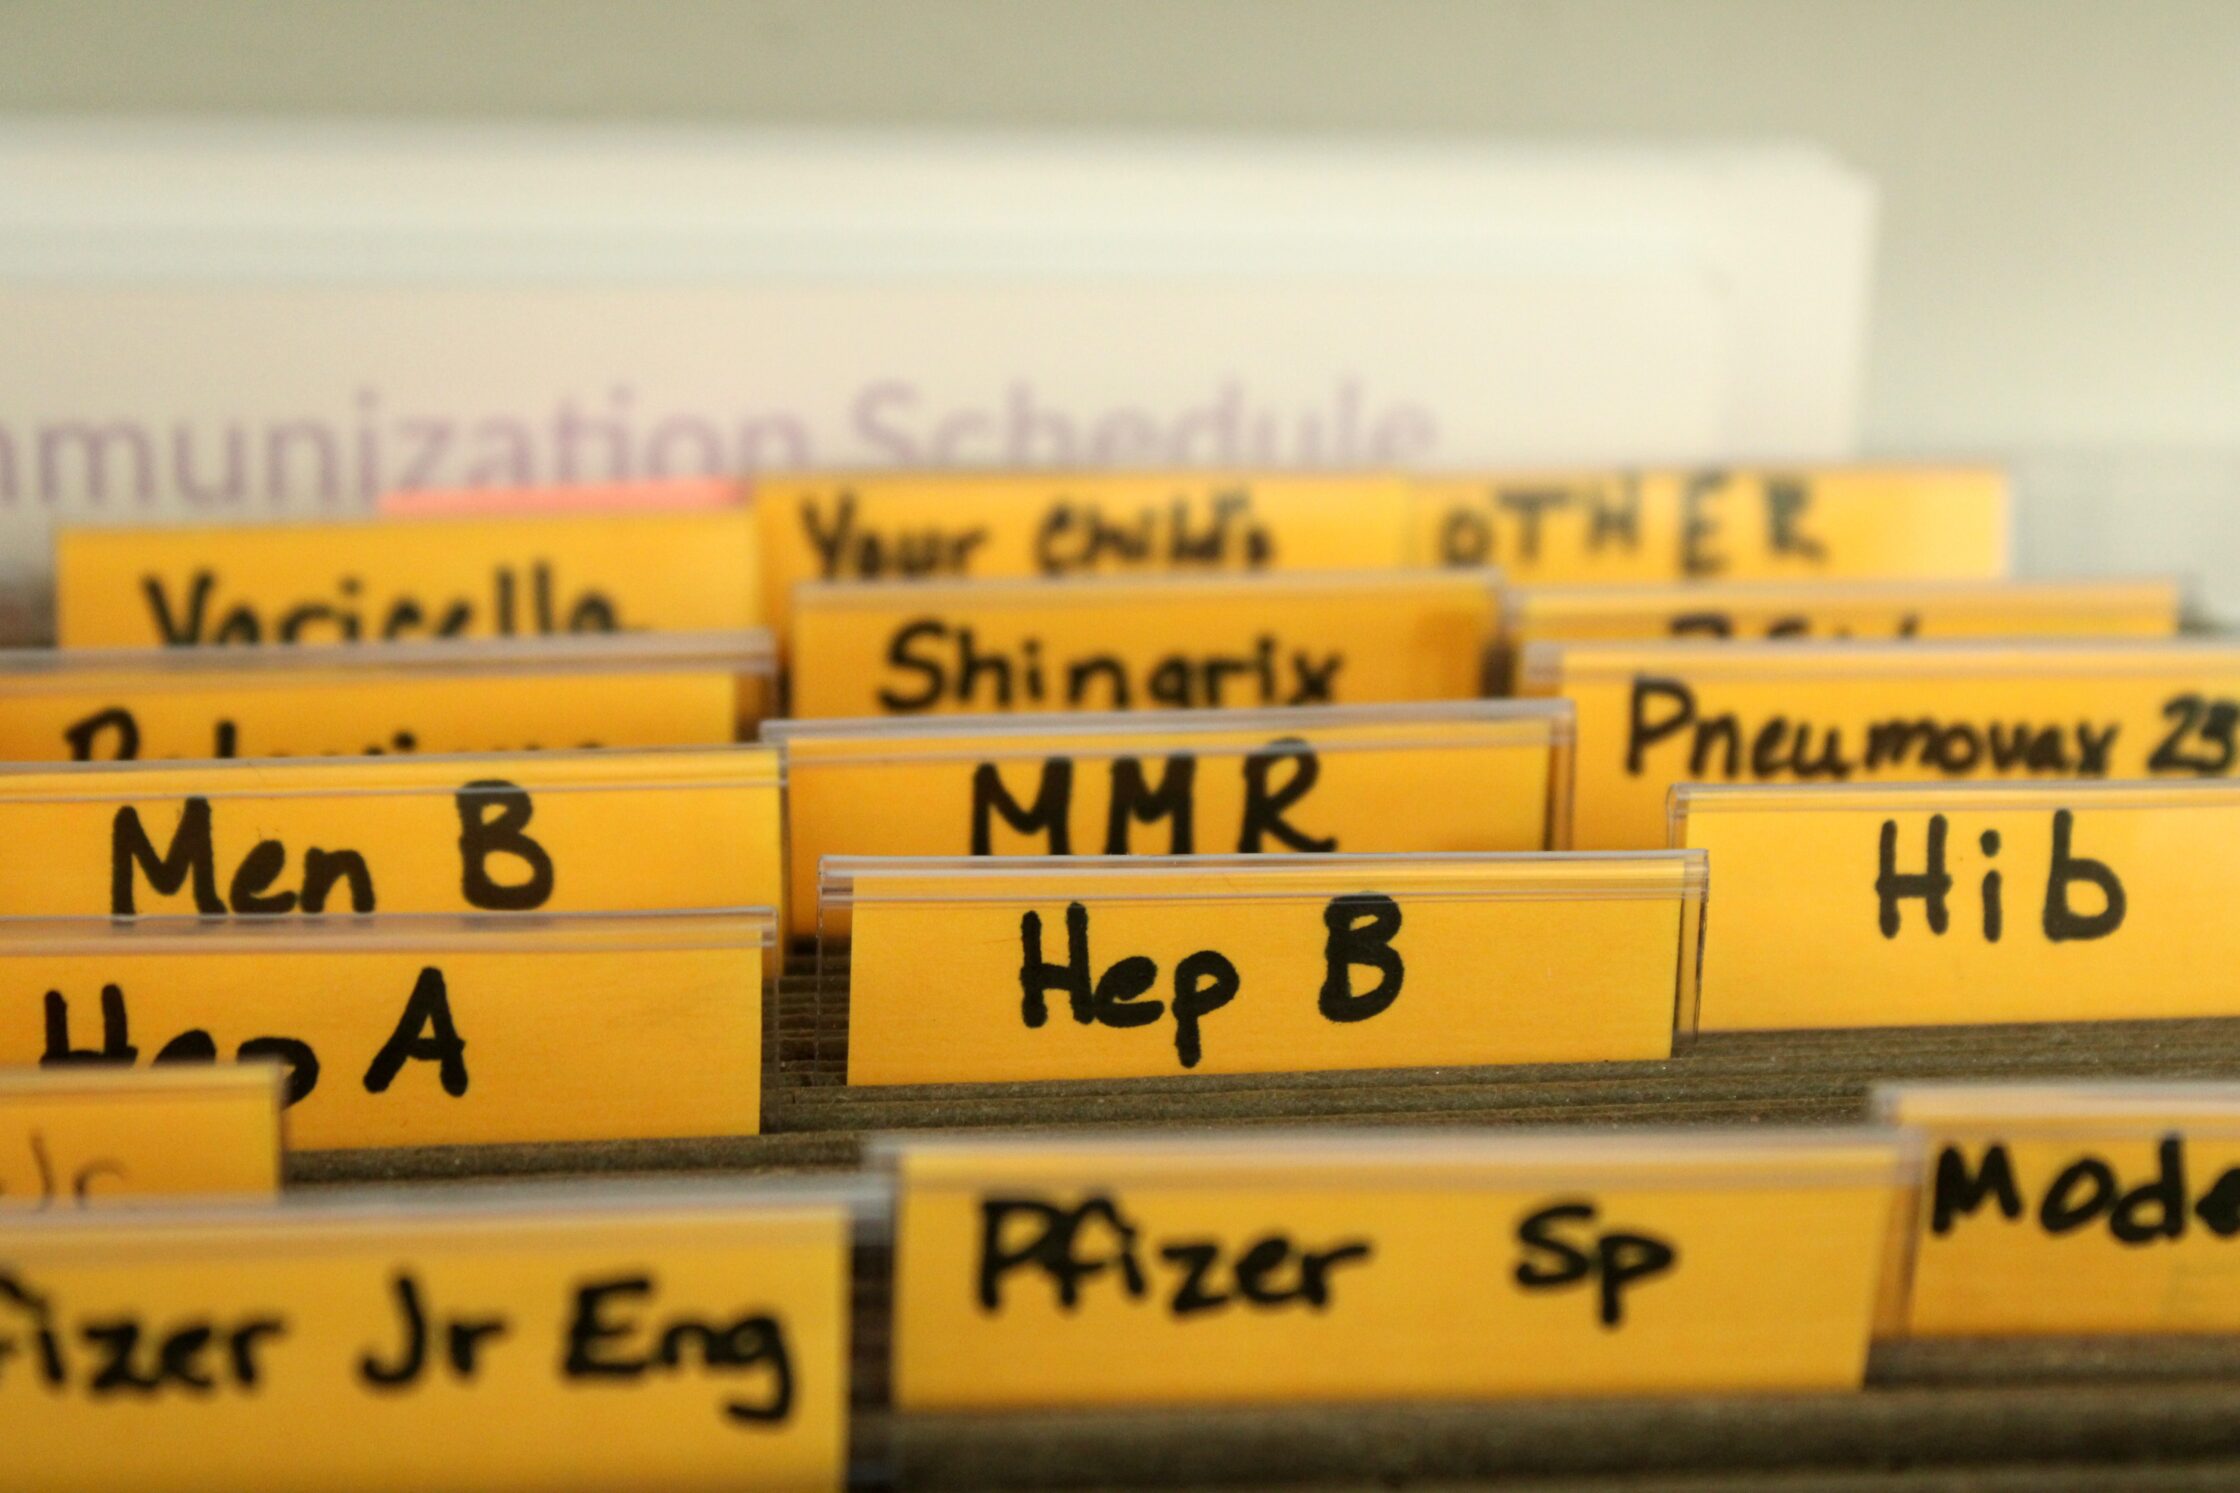 mmunization Schedule
Your Child's
OTHER
Varicella
Shingrix
Pneumovax 23
Men B
MMR
Hib
Hep A
Hep B
Jr
Pfizer Sp
Mode
fizer Jr Eng